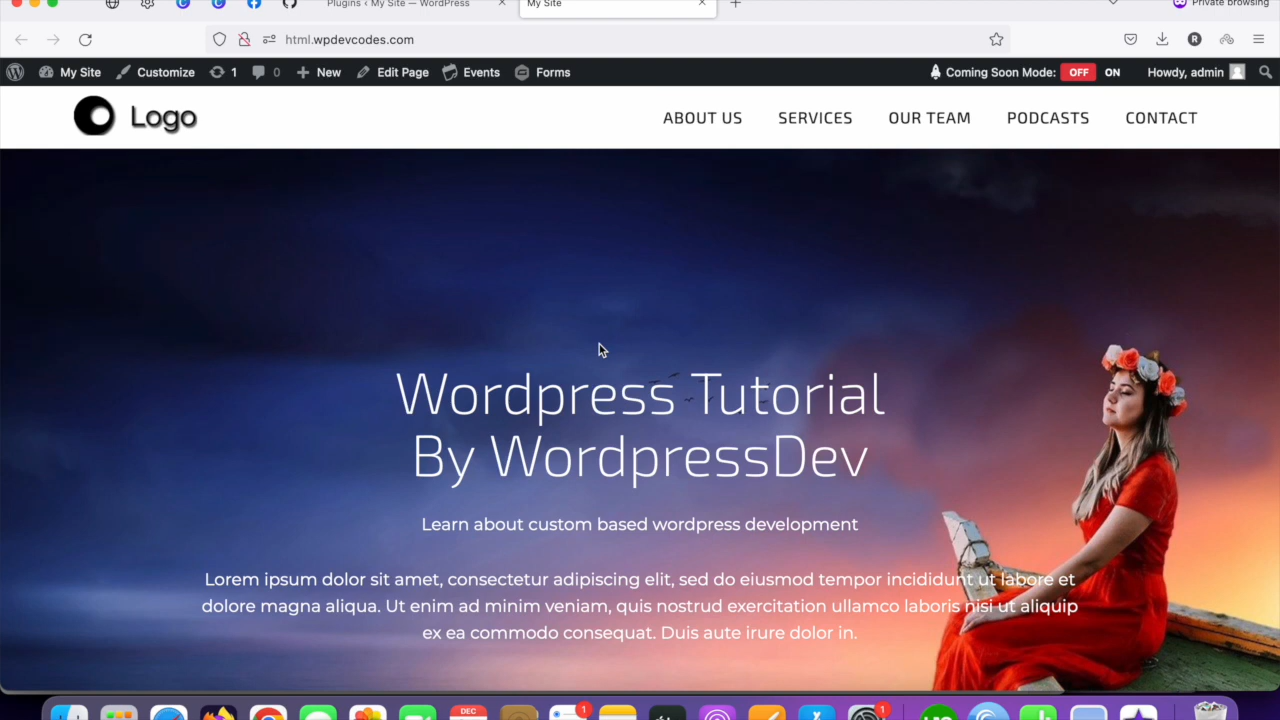 Plugins ‹ My Site — WordPress
My Site
Private browsing
html.wpdevcodes.com
My Site Customize 1 0 New Edit Page Events Forms Coming Soon Mode: OFF ON Howdy, admin
Logo ABOUT US SERVICES OUR TEAM PODCASTS CONTACT
Wordpress Tutorial
By WordpressDev
Learn about custom based wordpress development
Lorem ipsum dolor sit amet, consectetur adipiscing elit, sed do eiusmod tempor incididunt ut labore et
dolore magna aliqua. Ut enim ad minim veniam, quis nostrud exercitation ullamco laboris nisi ut aliquip
ex ea commodo consequat. Duis aute irure dolor in.
DEC
1
1